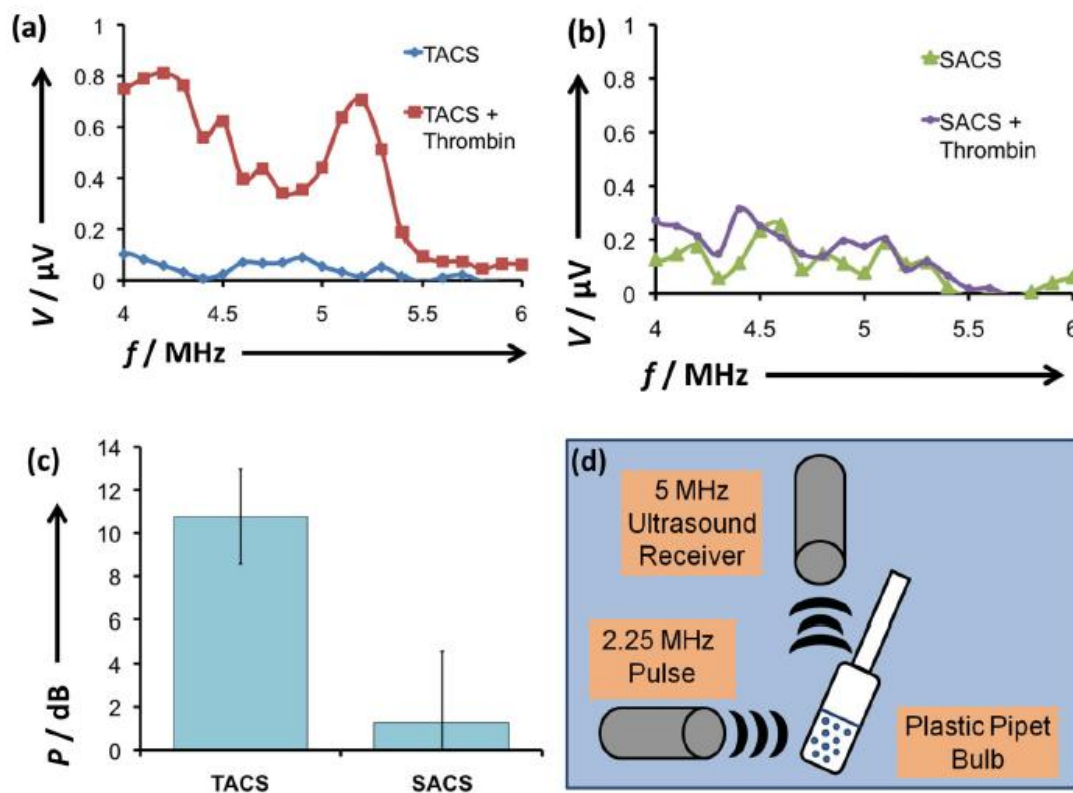 (a)
1
0.8
0.6
0.4
0.2
0
V / µV
4
4.5
5
5.5
6
f / MHz
TACS
TACS +
Thrombin
(b)
1
0.8
0.6
0.4
0.2
0
V / µV
4
4.5
5
5.5
6
f / MHz
SACS
SACS +
Thrombin
(c)
14
12
10
8
6
4
2
0
P / dB
TACS
SACS
(d)
5 MHz
Ultrasound
Receiver
2.25 MHz
Pulse
Plastic Pipet
Bulb